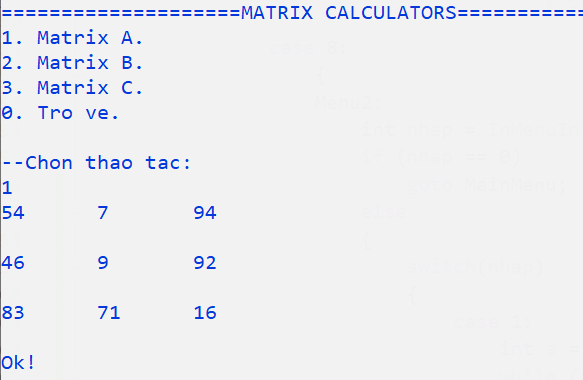 ====================MATRIX CALCULATORS===========
1. Matrix A.
2. Matrix B.
3. Matrix C.
0. Tro ve.
--Chon thao tac:
1
54 7 94
46 9 92
83 71 16
Ok!